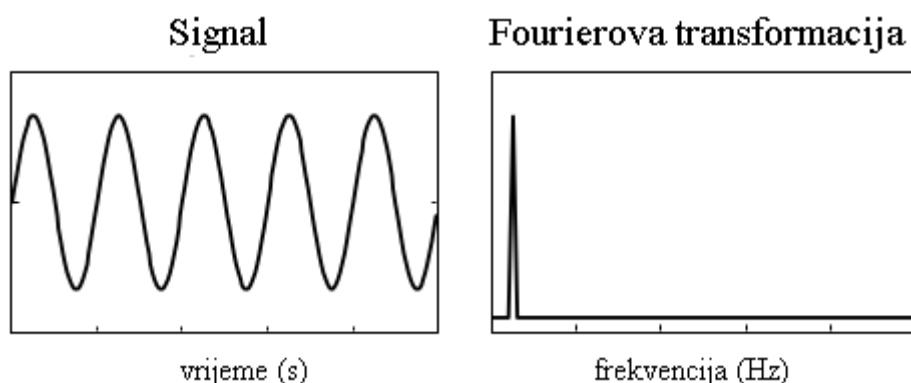 Signal
Fourierova transformacija
vrijeme (s)
frekvencija (Hz)